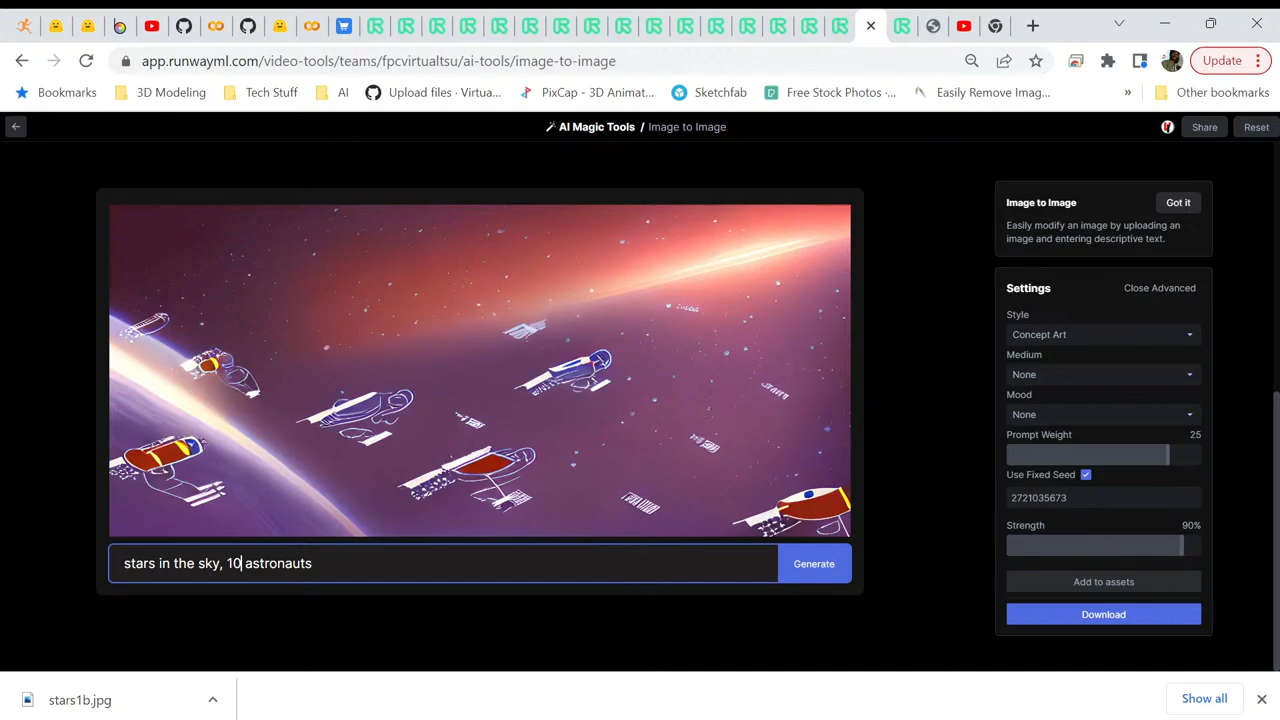 app.runwayml.com/video-tools/teams/fpcvirtualtsu/ai-tools/image-to-image
Update
Bookmarks
3D Modeling
Tech Stuff
AI
Upload files · Virtua...
PixCap - 3D Animat...
Sketchfab
Free Stock Photos ·...
Easily Remove Imag...
»
Other bookmarks
AI Magic Tools / Image to Image
Share
Reset
Image to Image
Got it
Easily modify an image by uploading an
image and entering descriptive text.
Settings
Close Advanced
Style
Concept Art
Medium
None
Mood
None
Prompt Weight 25
Use Fixed Seed
2721035673
Strength 90%
Add to assets
Download
stars in the sky, 10 astronauts
Generate
stars1b.jpg
Show all